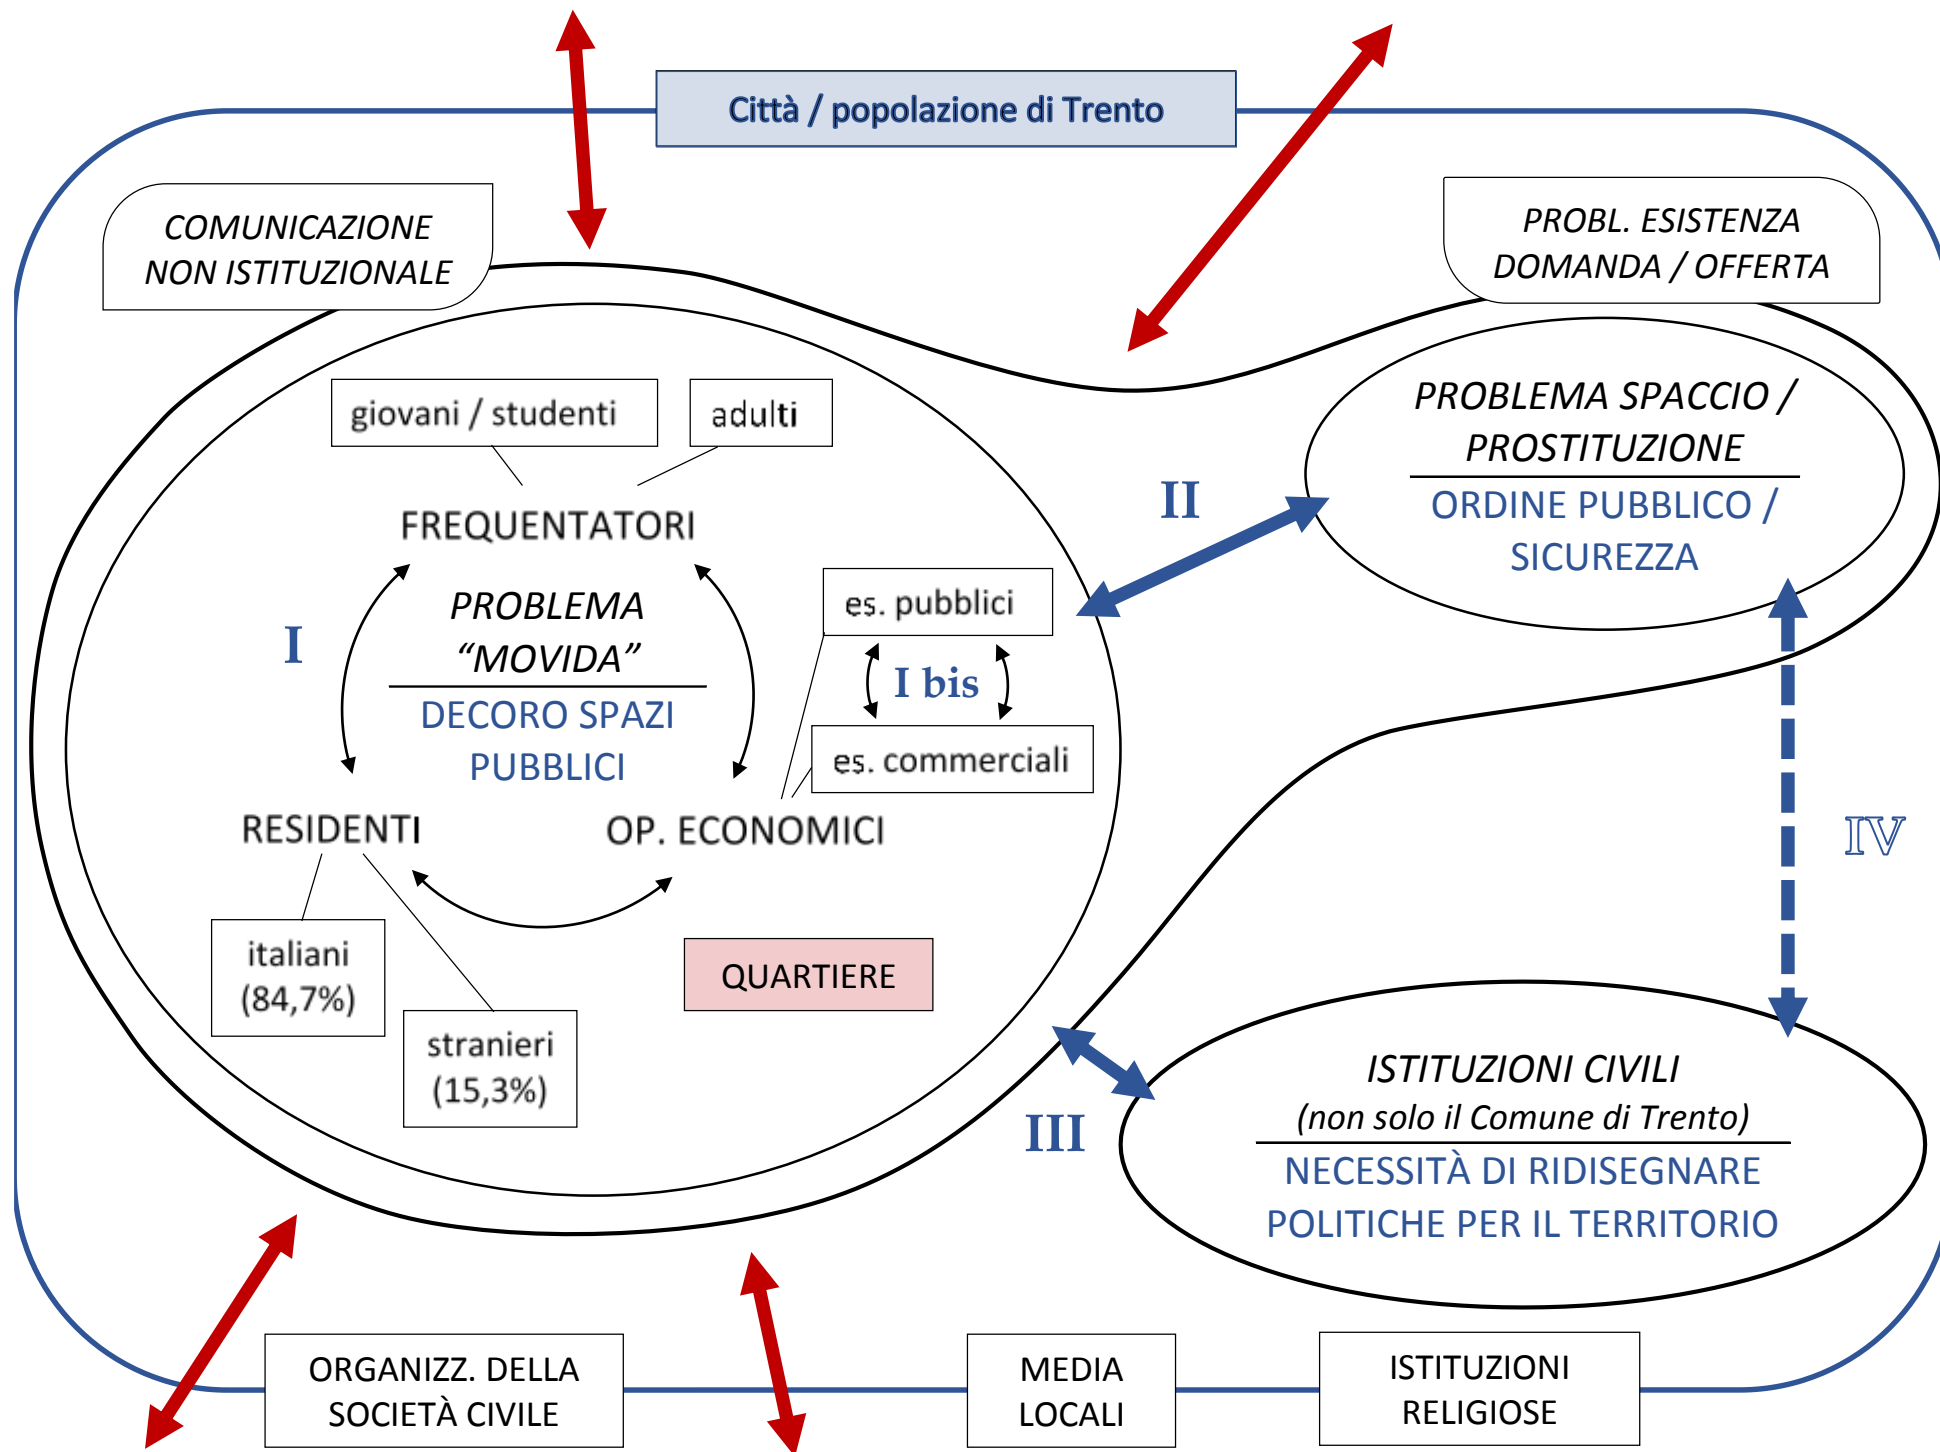 Città / popolazione di Trento
COMUNICAZIONE
NON ISTITUZIONALE
PROBL. ESISTENZA
DOMANDA / OFFERTA
giovani / studenti
adulti
FREQUENTATORI
PROBLEMA
“MOVIDA”
DECORO SPAZI
PUBBLICI
I
es. pubblici
I bis
es. commerciali
RESIDENTI
OP. ECONOMICI
italiani
(84,7%)
stranieri
(15,3%)
QUARTIERE
II
PROBLEMA SPACCIO /
PROSTITUZIONE
ORDINE PUBBLICO /
SICUREZZA
IV
III
ISTITUZIONI CIVILI
(non solo il Comune di Trento)
NECESSITÀ DI RIDISEGNARE
POLITICHE PER IL TERRITORIO
ORGANIZZ. DELLA
SOCIETÀ CIVILE
MEDIA
LOCALI
ISTITUZIONI
RELIGIOSE